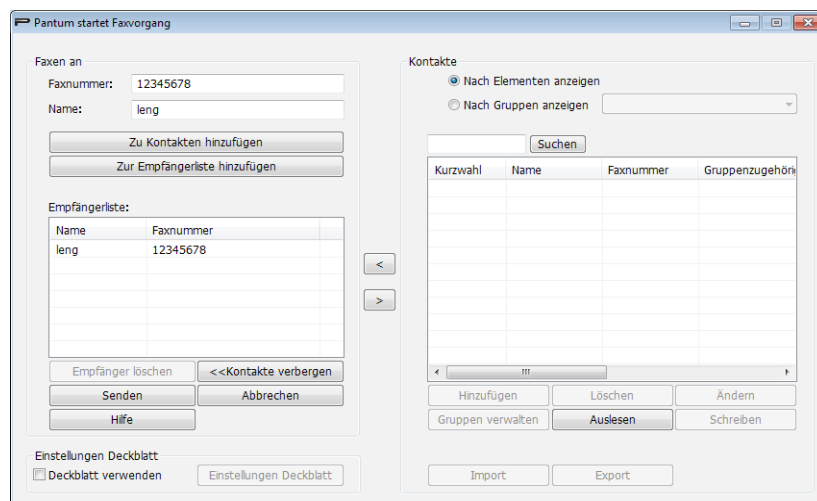 Pantum startet Faxvorgang
Faxen an
Faxnummer: 12345678
Name: leng
Zu Kontakten hinzufügen
Zur Empfängerliste hinzufügen
Empfängerliste:
Name Faxnummer
leng 12345678
Empfänger löschen <<Kontakte verbergen
Senden Abbrechen
Hilfe
Einstellungen Deckblatt
Deckblatt verwenden Einstellungen Deckblatt
<
>
Kontakte
Nach Elementen anzeigen
Nach Gruppen anzeigen
Suchen
Kurzwahl Name Faxnummer Gruppenzugehörig
Hinzufügen Löschen Ändern
Gruppen verwalten Auslesen Schreiben
Import Export